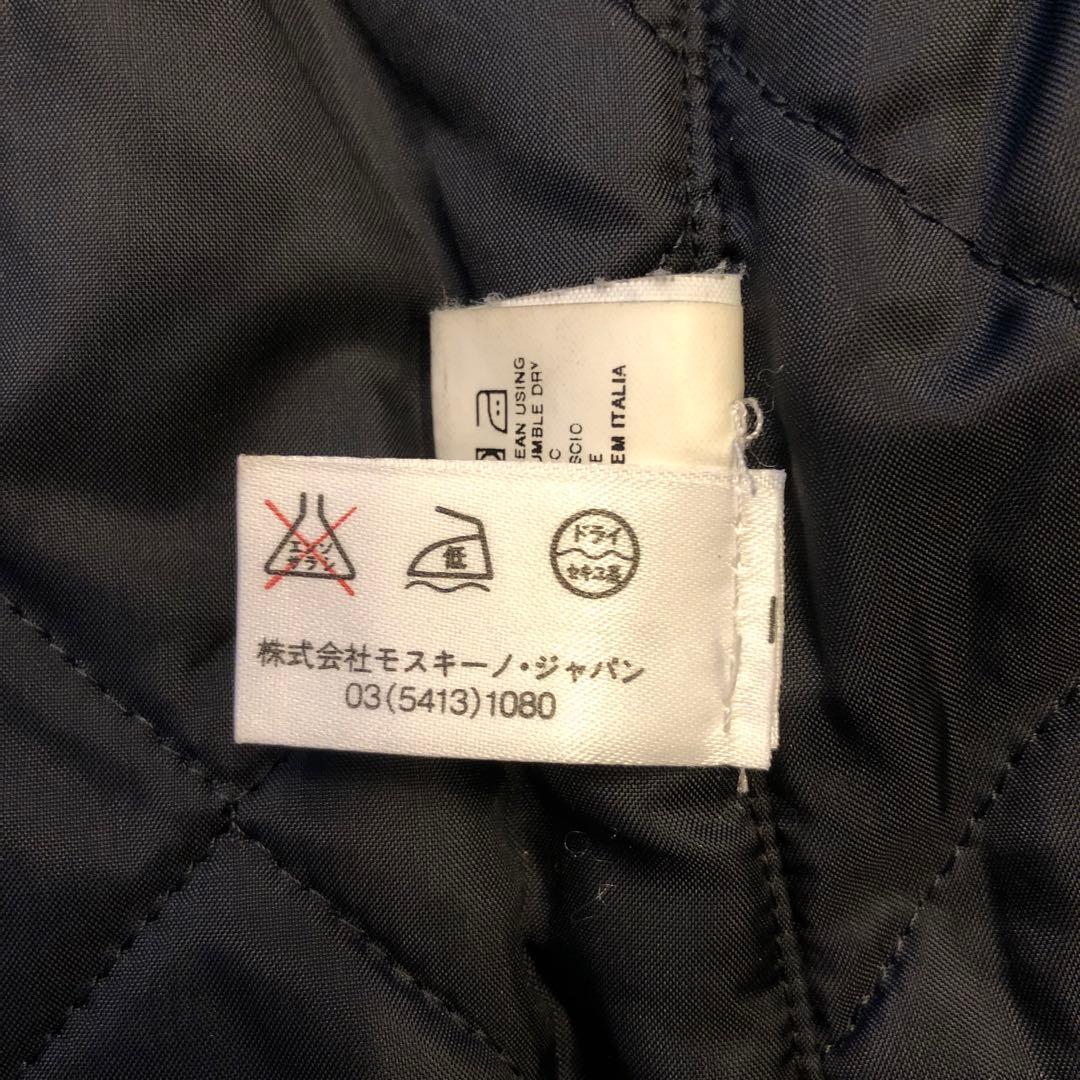 EAN USING
UMBLE DRY
C
SCIO
E
EM ITALIA
エンソ
サラシ
低
ドライ
セキユ系
株式会社モスキーノ・ジャパン
03(5413)1080